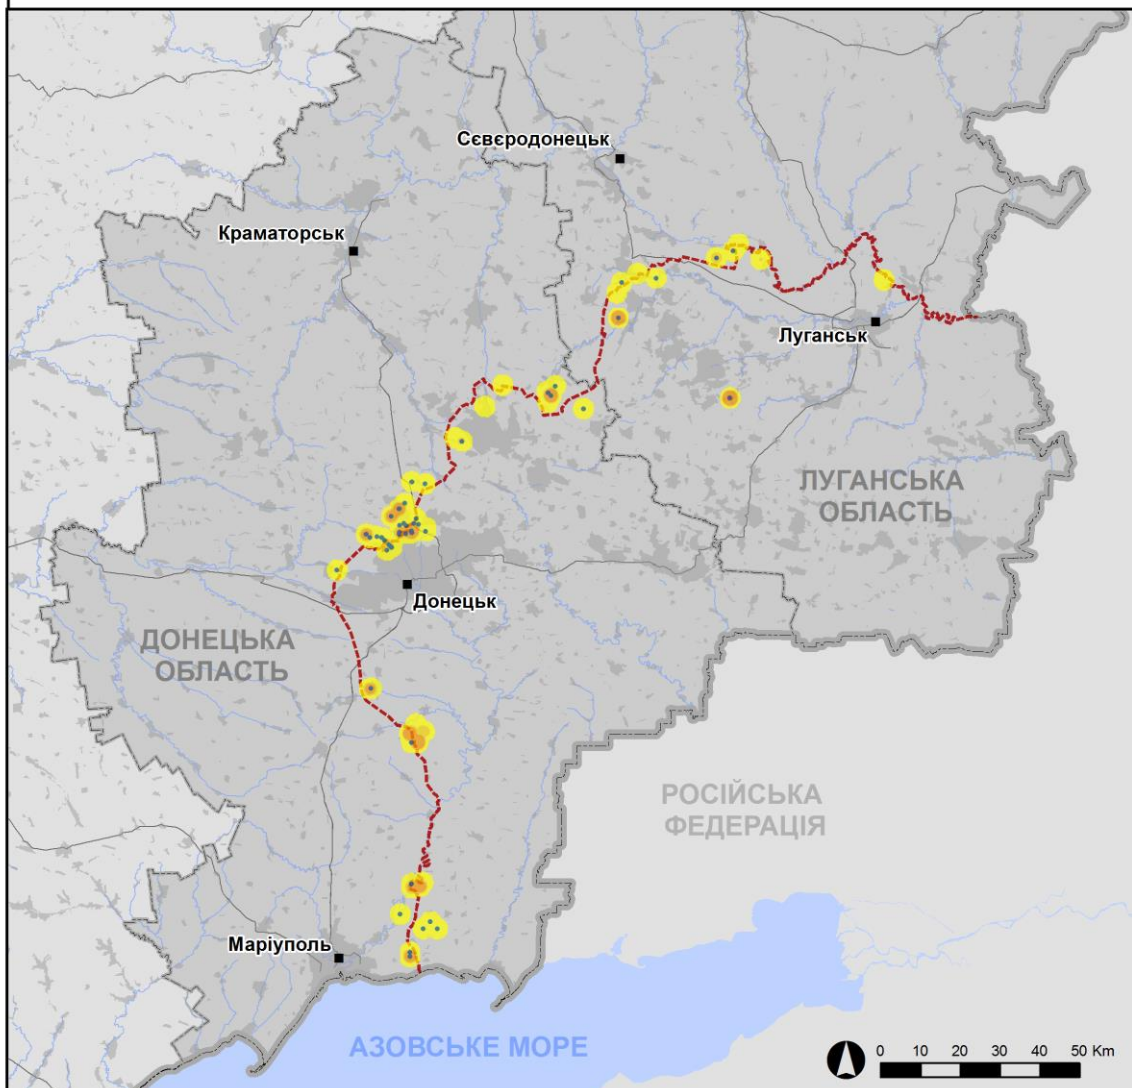 Сєвєродонецьк
Краматорськ
Луганськ
ЛУГАНСЬКА
ОБЛАСТЬ
Донецьк
ДОНЕЦЬКА
ОБЛАСТЬ
РОСІЙСЬКА
ФЕДЕРАЦІЯ
Маріуполь
АЗОВСЬКЕ МОРЕ
0 10 20 30 40 50 Km